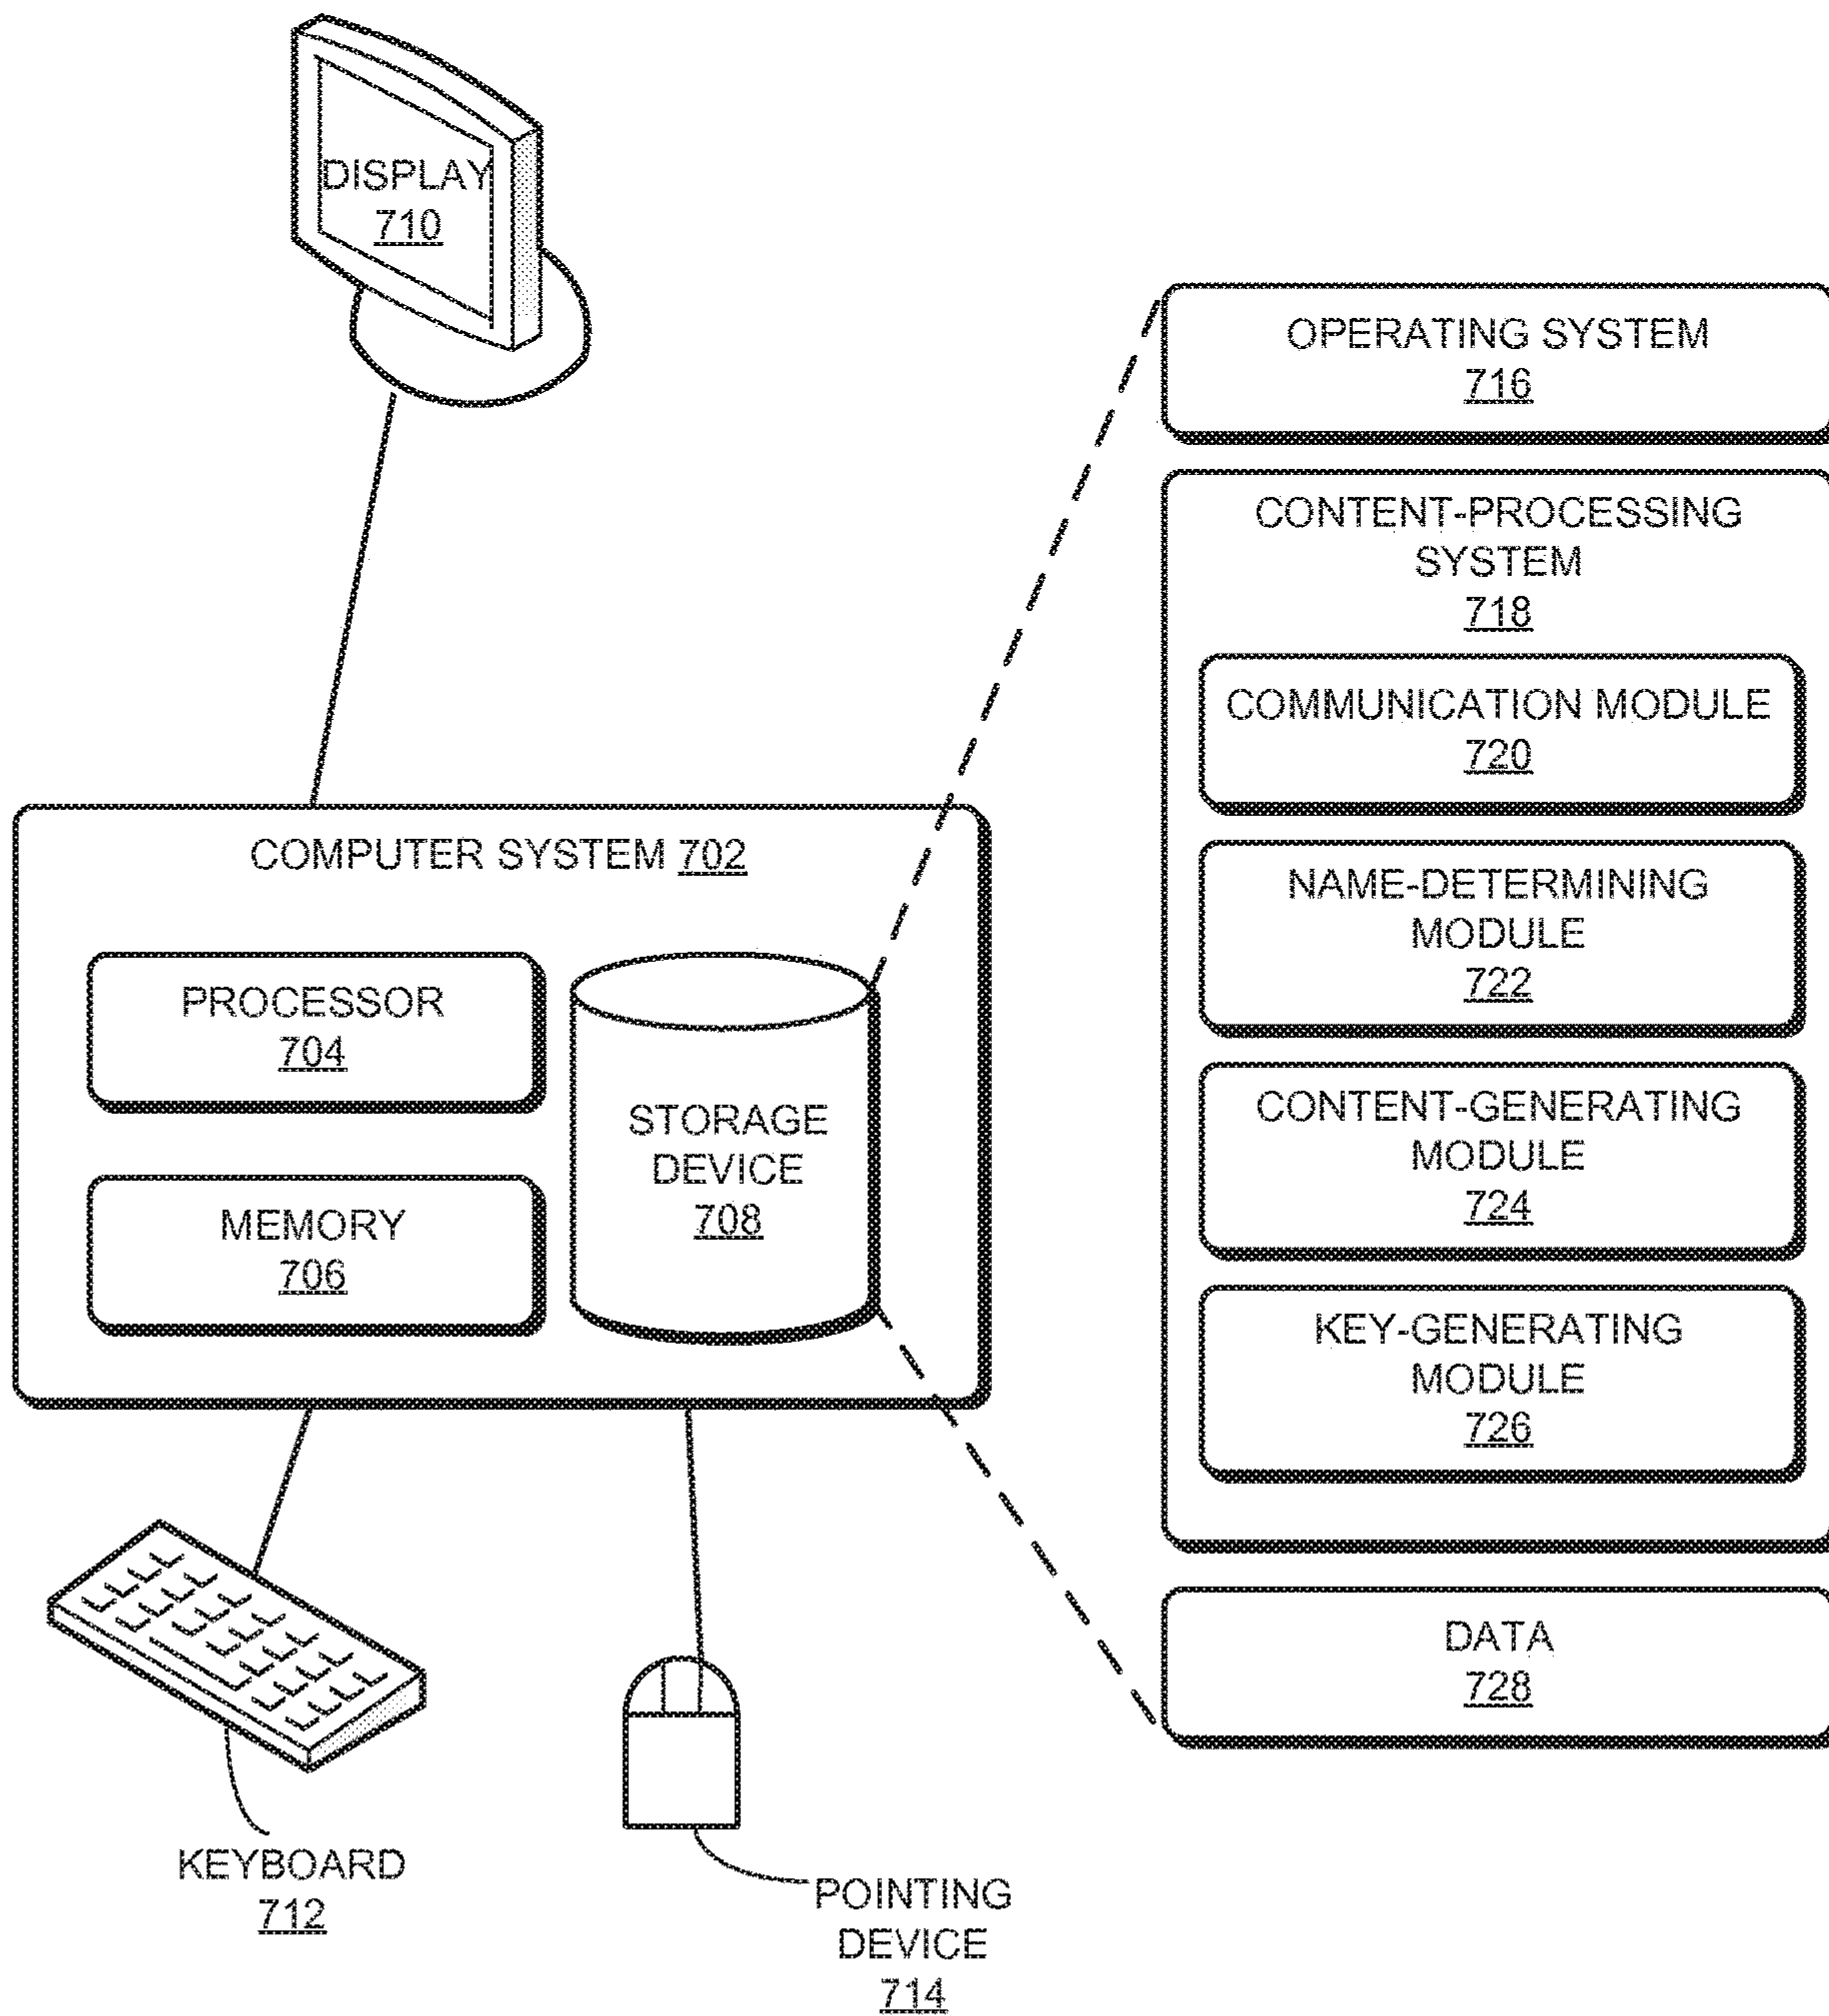 DISPLAY
710
OPERATING SYSTEM
716
CONTENT-PROCESSING
SYSTEM
718
COMMUNICATION MODULE
720
NAME-DETERMINING
MODULE
722
CONTENT-GENERATING
MODULE
724
KEY-GENERATING
MODULE
726
DATA
728
COMPUTER SYSTEM 702
PROCESSOR
704
MEMORY
706
STORAGE
DEVICE
708
KEYBOARD
712
POINTING
DEVICE
714